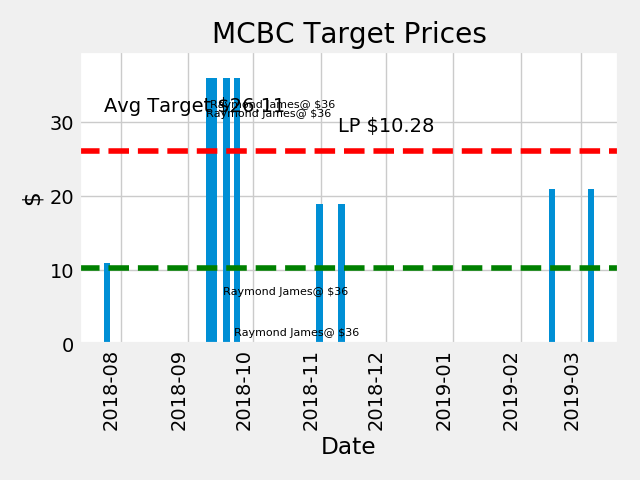 MCBC Target Prices
Avg Target $26.11
Raymond James@ $36
Raymond James@ $36
LP $10.28
Raymond James@ $36
Raymond James@ $36
$
30
20
10
0
2018-08
2018-09
2018-10
2018-11
2018-12
2019-01
2019-02
2019-03
Date